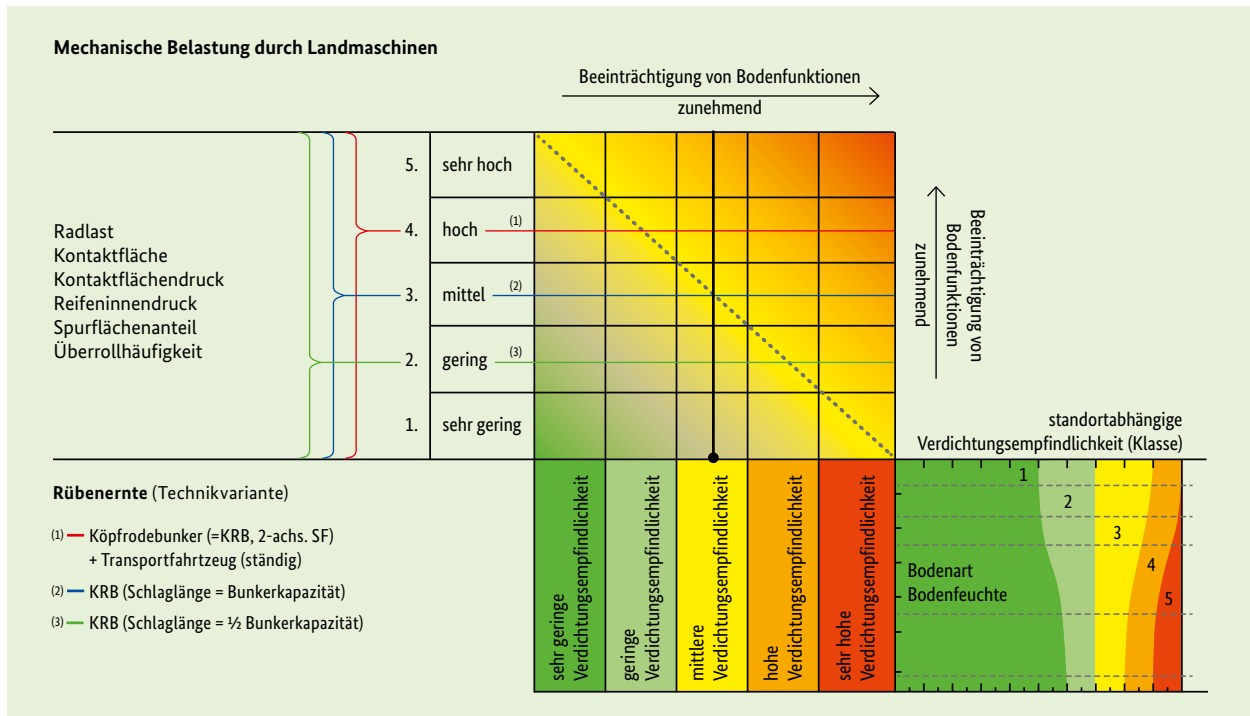 Mechanische Belastung durch Landmaschinen
Beeinträchtigung von Bodenfunktionen
zunehmend
Radlast
Kontaktfläche
Kontaktflächendruck
Reifeninnendruck
Spurflächenanteil
Überrollhäufigkeit
5. sehr hoch
4. hoch (1)
3. mittel (2)
2. gering (3)
1. sehr gering
Beeinträchtigung von
Bodenfunktionen
zunehmend
standortabhängige
Verdichtungsempfindlichkeit (Klasse)
Rübenernte (Technikvariante)
(1) Köpfrodebunker (=KRB, 2-achs. SF)
+ Transportfahrtzeug (ständig)
(2) KRB (Schlaglänge = Bunkerkapazität)
(3) KRB (Schlaglänge = ½ Bunkerkapazität)
sehr geringe
Verdichtungsempfindlichkeit
geringe
Verdichtungsempfindlichkeit
mittlere
Verdichtungsempfindlichkeit
hohe
Verdichtungsempfindlichkeit
sehr hohe
Verdichtungsempfindlichkeit
1
2
3
4
5
Bodenart
Bodenfeuchte